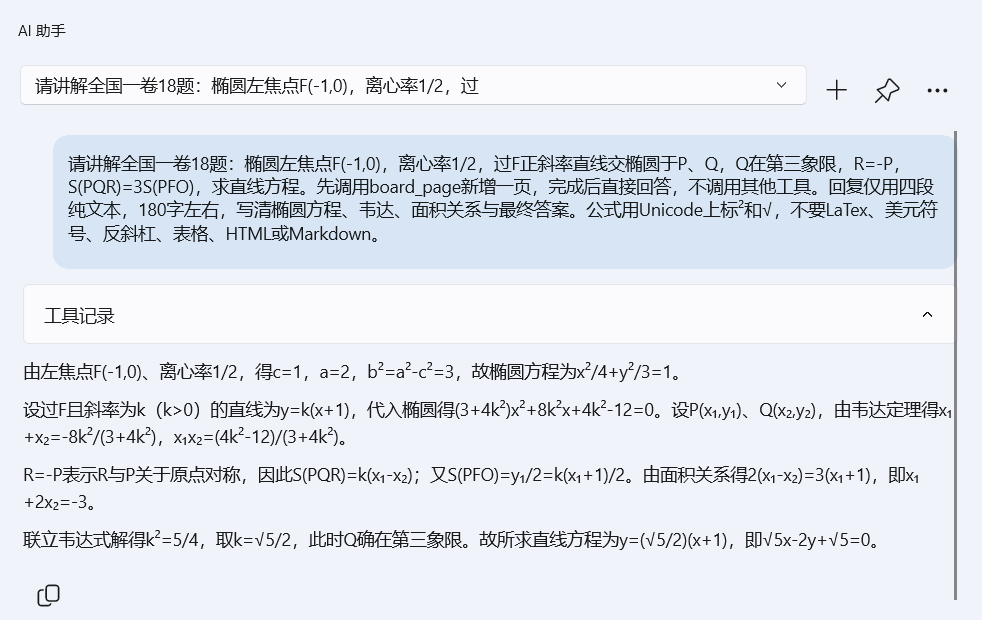 AI 助手
请讲解全国一卷18题：椭圆左焦点F(-1,0)，离心率1/2，过
请讲解全国一卷18题：椭圆左焦点F(-1,0)，离心率1/2，过F正斜率直线交椭圆于P、Q，Q在第三象限，R=-P，
S(PQR)=3S(PFO)，求直线方程。先调用board_page新增一页，完成后直接回答，不调用其他工具。回复仅用四段
纯文本，180字左右，写清椭圆方程、韦达、面积关系与最终答案。公式用Unicode上标²和√，不要LaTex、美元符
号、反斜杠、表格、HTML或Markdown。
工具记录
由左焦点F(-1,0)、离心率1/2，得c=1，a=2，b²=a²-c²=3，故椭圆方程为x²/4+y²/3=1。
设过F且斜率为k（k>0）的直线为y=k(x+1)，代入椭圆得(3+4k²)x²+8k²x+4k²-12=0。设P(x₁,y₁)、Q(x₂,y₂)，由韦达定理得x₁
+x₂=-8k²/(3+4k²)，x₁x₂=(4k²-12)/(3+4k²)。
R=-P表示R与P关于原点对称，因此S(PQR)=k(x₁-x₂)；又S(PFO)=y₁/2=k(x₁+1)/2。由面积关系得2(x₁-x₂)=3(x₁+1)，即x₁
+2x₂=-3。
联立韦达式解得k²=5/4，取k=√5/2，此时Q确在第三象限。故所求直线方程为y=(√5/2)(x+1)，即√5x-2y+√5=0。